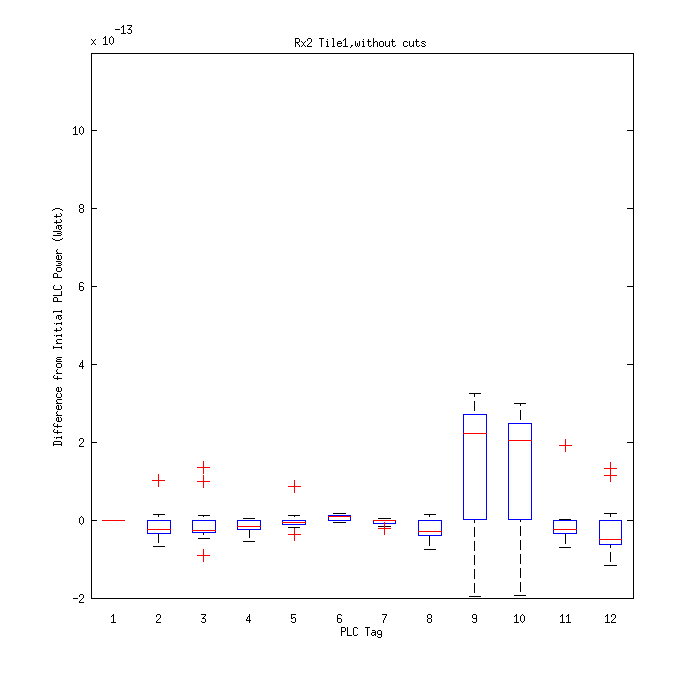 x 10^-13
Rx2 Tile1,without cuts
10
8
6
4
2
0
-2
Difference from Initial PLC Power (Watt)
1 2 3 4 5 6 7 8 9 10 11 12
PLC Tag